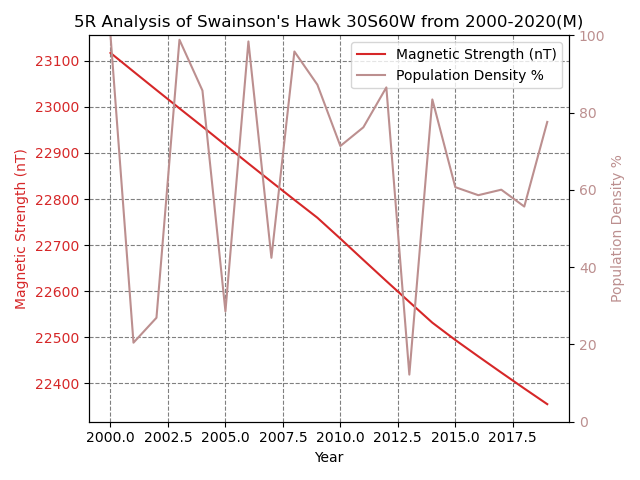 5R Analysis of Swainson's Hawk 30S60W from 2000-2020(M)
Magnetic Strength (nT)
Population Density %
23100
23000
22900
22800
22700
22600
22500
22400
Magnetic Strength (nT)
100
80
60
40
20
0
Population Density %
2000.0 2002.5 2005.0 2007.5 2010.0 2012.5 2015.0 2017.5
Year